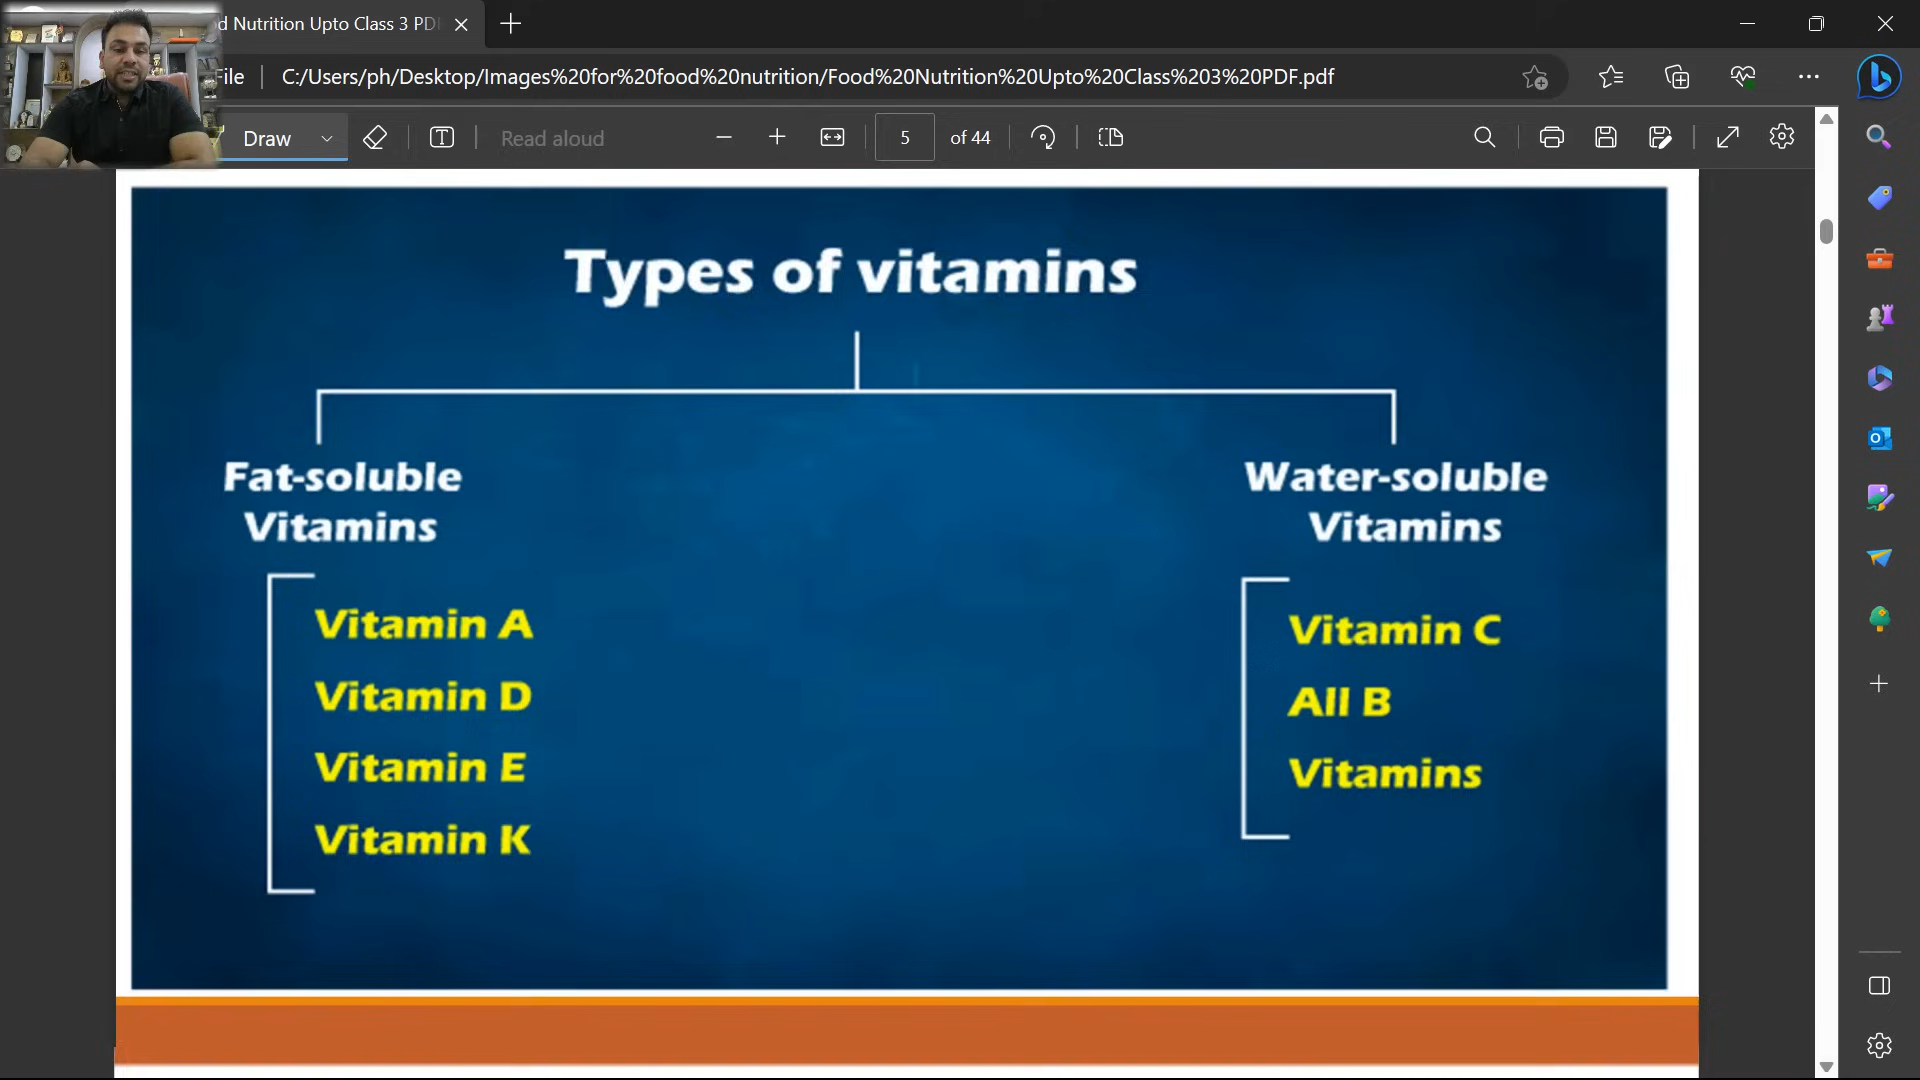 d Nutrition Upto Class 3 PDF
File
C:/Users/ph/Desktop/Images%20for%20food%20nutrition/Food%20Nutrition%20Upto%20Class%203%20PDF.pdf
Draw
Read aloud
5
of 44
Types of vitamins
Fat-soluble
Vitamins
Vitamin A
Vitamin D
Vitamin E
Vitamin K
Water-soluble
Vitamins
Vitamin C
All B
Vitamins